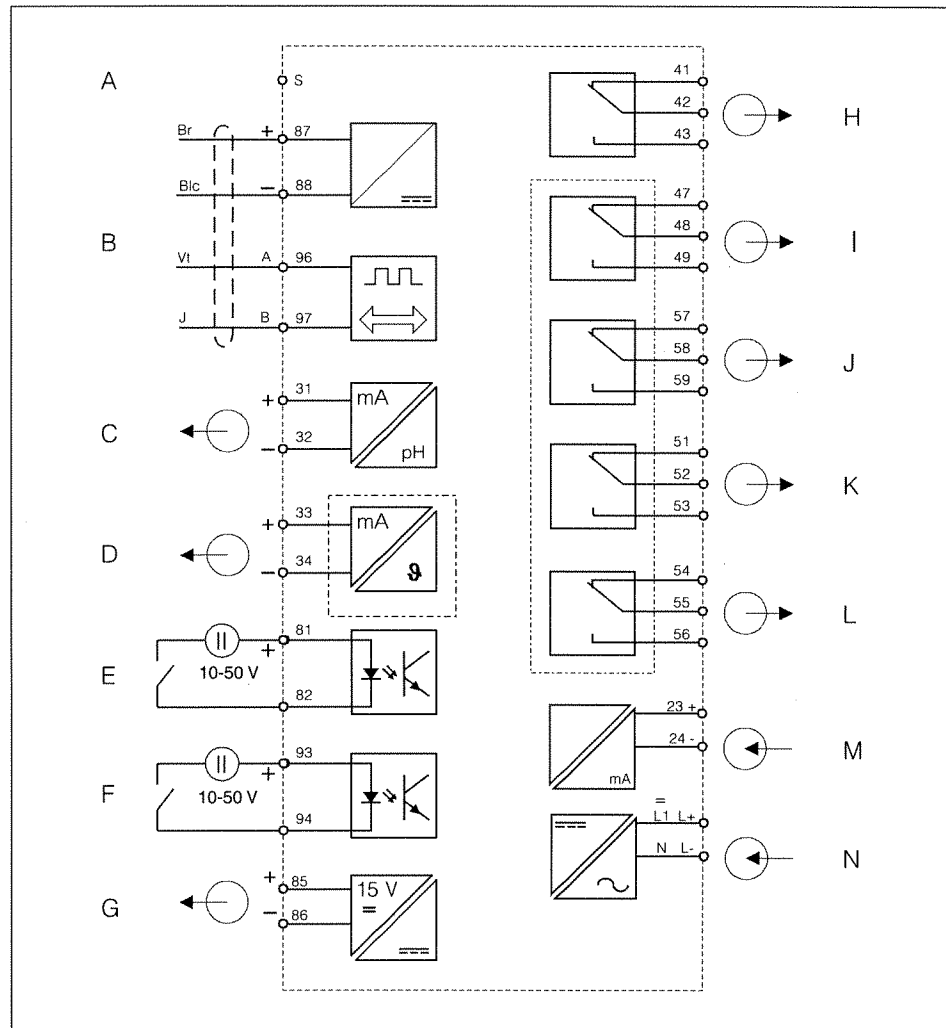 A
S
Br
+
87
Blc
−
88
B
Vt
A
96
J
B
97
C
+
31
mA
−
32
pH
D
+
33
mA
−
34
ϑ
E
81
+
10-50 V
82
F
93
+
10-50 V
94
G
+
85
15 V
=
−
86
41
42
43
H
47
48
49
I
57
58
59
J
51
52
53
K
54
55
56
L
23 +
24 -
mA
M
=
L1 L+
N L-
N